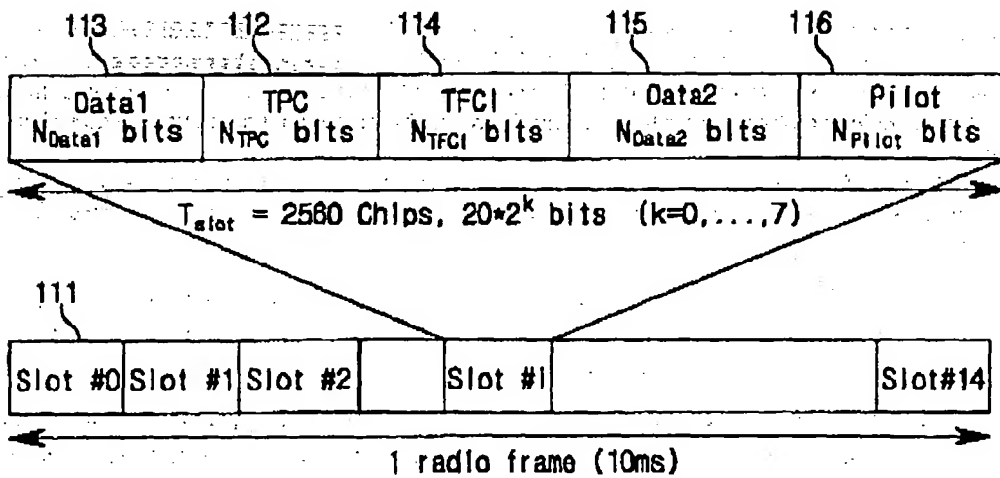 113 112 114 115 116
Data1 TPC TFCI Data2 Pilot
NData1 bits NTPC bits NTFCI bits NData2 bits NPilot bits
Tslot = 2560 Chips, 20*2^k bits (k=0,...,7)
111
Slot #0 Slot #1 Slot #2 Slot #i Slot#14
1 radio frame (10ms)